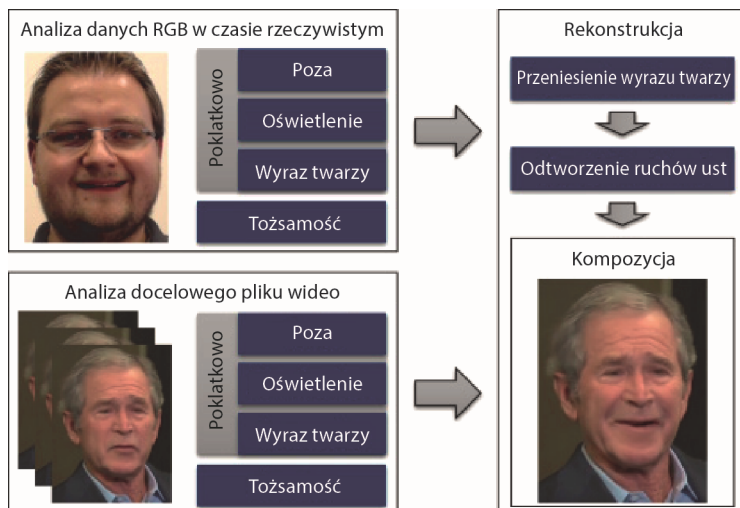 Analiza danych RGB w czasie rzeczywistym
Poklatkowo
Poza
Oświetlenie
Wyraz twarzy
Tożsamość
Analiza docelowego pliku wideo
Poklatkowo
Poza
Oświetlenie
Wyraz twarzy
Tożsamość
Rekonstrukcja
Przeniesienie wyrazu twarzy
Odtworzenie ruchów ust
Kompozycja